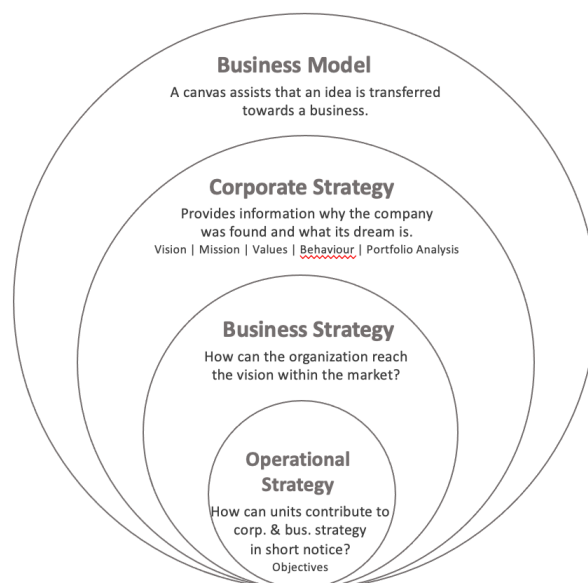 Business Model
A canvas assists that an idea is transferred
towards a business.
Corporate Strategy
Provides information why the company
was found and what its dream is.
Vision | Mission | Values | Behaviour | Portfolio Analysis
Business Strategy
How can the organization reach
the vision within the market?
Operational
Strategy
How can units contribute to
corp. & bus. strategy
in short notice?
Objectives